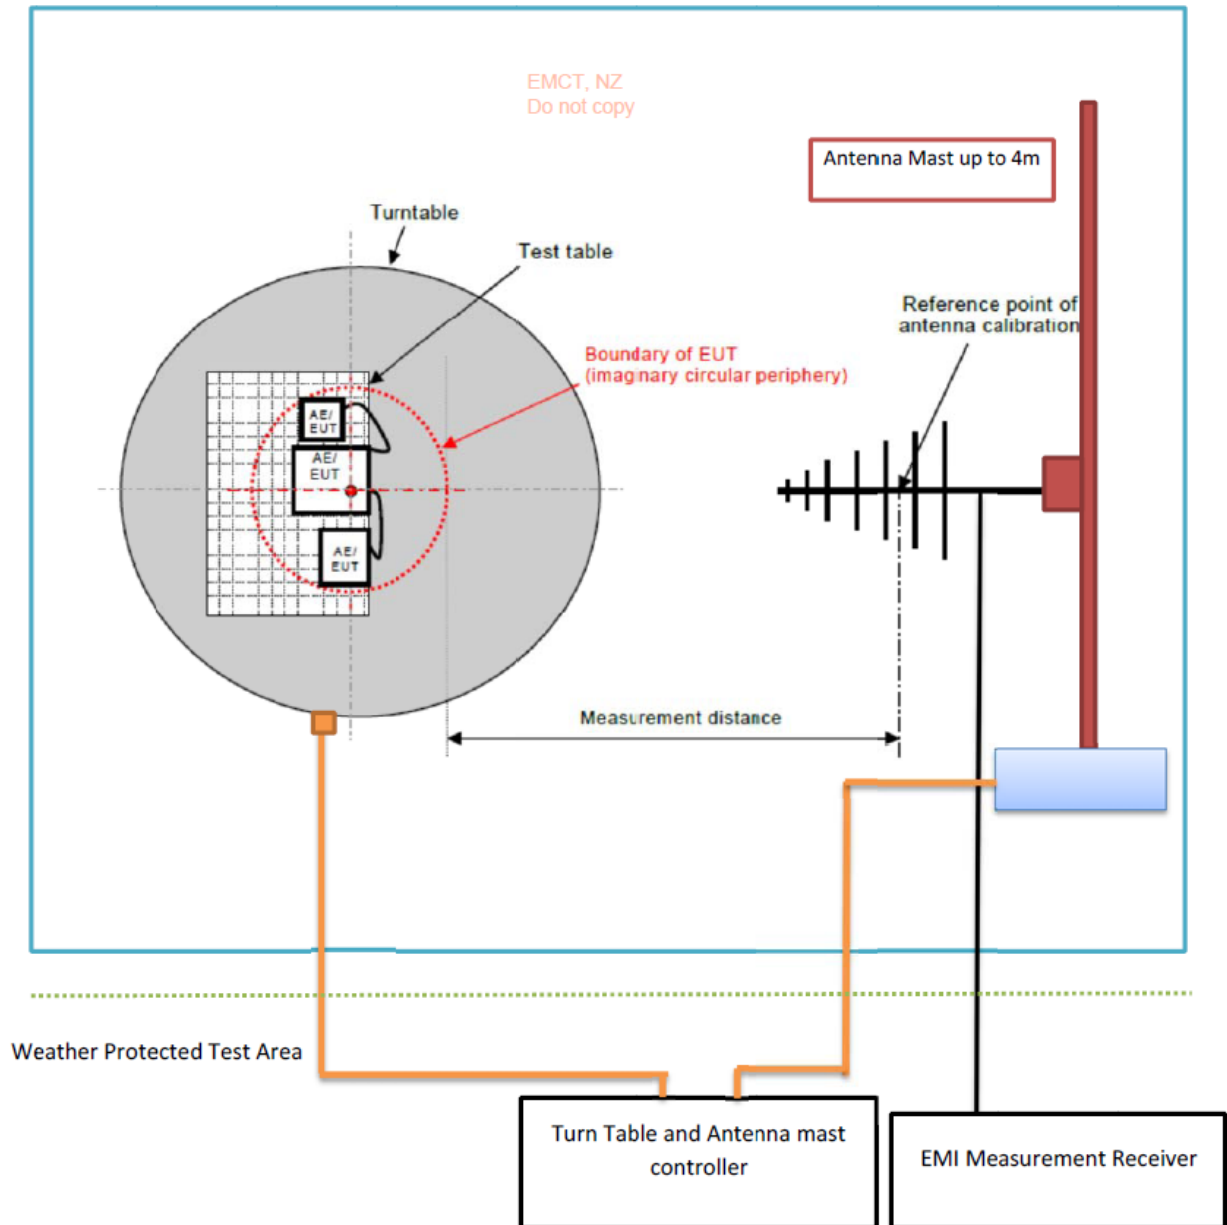 EMCT, NZ
Do not copy
Antenna Mast up to 4m
Turntable
Test table
Reference point of
antenna calibration
Boundary of EUT
(imaginary circular periphery)
AE/
EUT
AE/
EUT
AE/
EUT
Measurement distance
Weather Protected Test Area
Turn Table and Antenna mast
controller
EMI Measurement Receiver